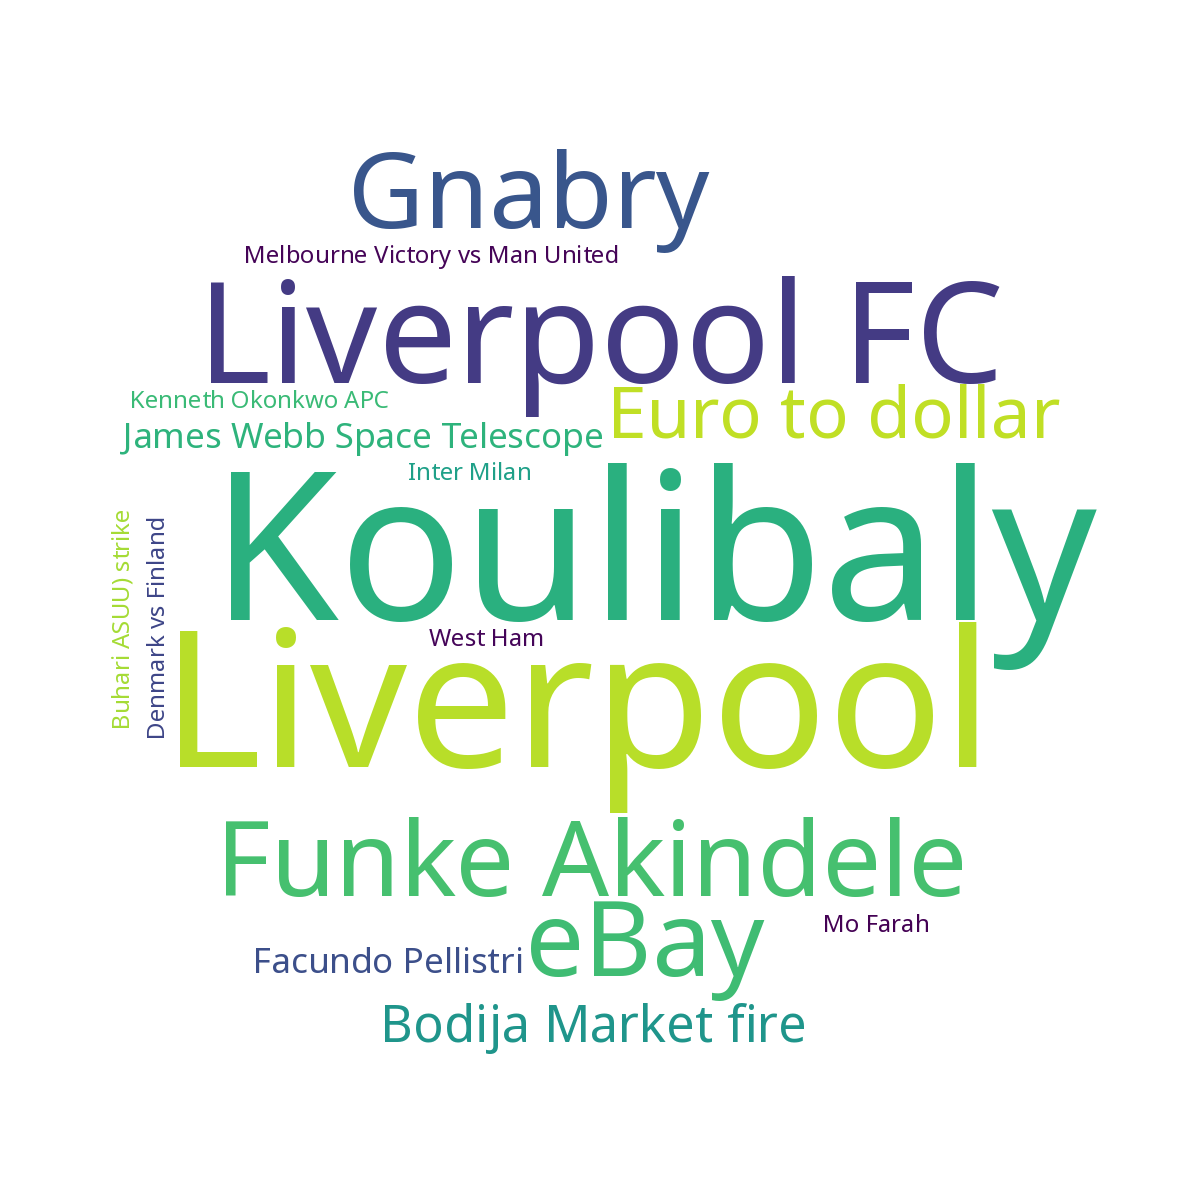 Gnabry
Melbourne Victory vs Man United
Liverpool FC
Kenneth Okonkwo APC
Euro to dollar
James Webb Space Telescope
Inter Milan
Koulibaly
Buhari ASUU) strike
Denmark vs Finland
West Ham
Liverpool
Funke Akindele
eBay
Mo Farah
Facundo Pellistri
Bodija Market fire